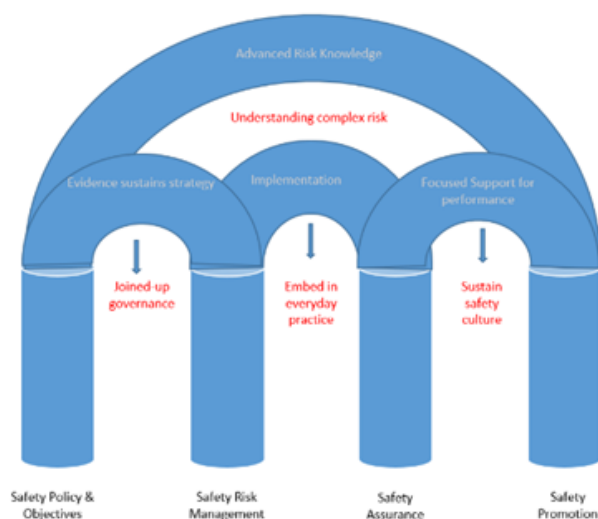 Advanced Risk Knowledge
Understanding complex risk
Evidence sustains strategy
Implementation
Focused Support for
performance
Joined-up
governance
Embed in
everyday
practice
Sustain
safety
culture
Safety Policy &
Objectives
Safety Risk
Management
Safety
Assurance
Safety
Promotion